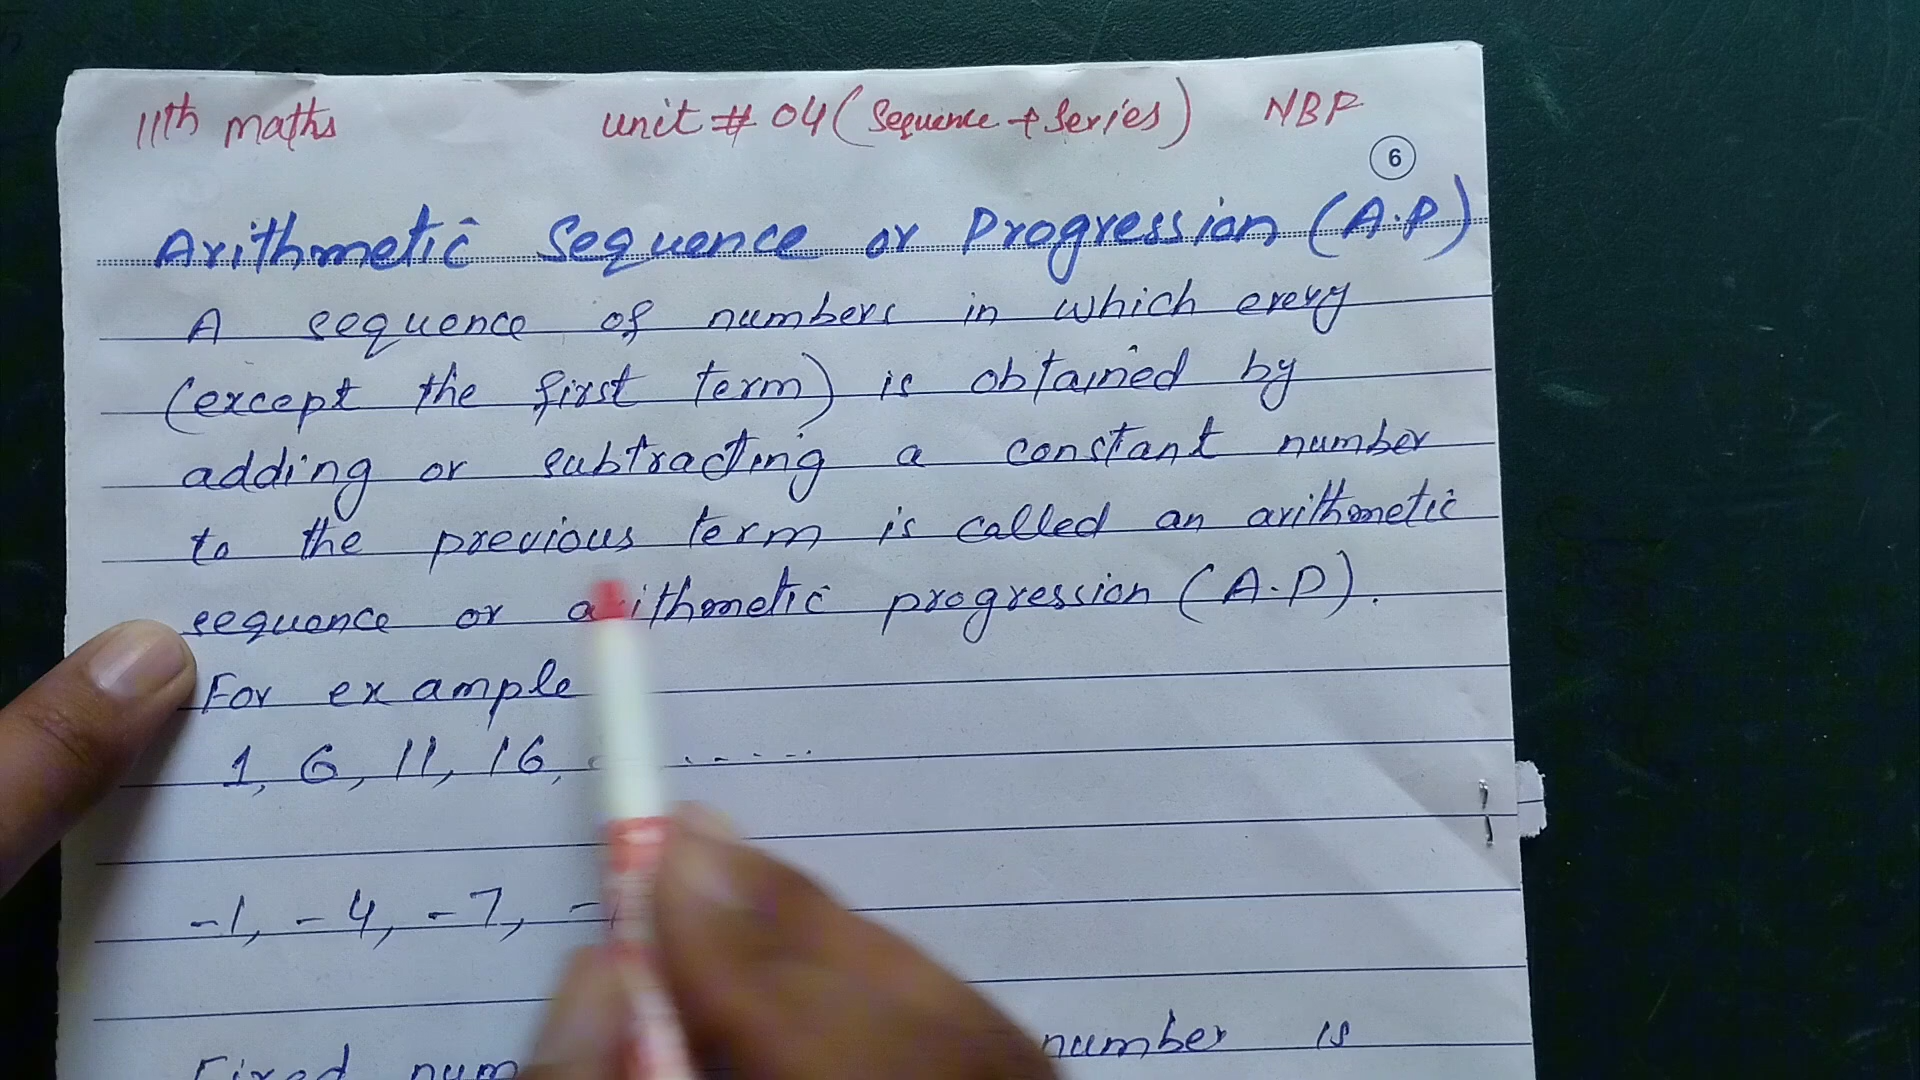 11th maths unit # 04 (Sequence + Series) NBF
6
Arithmetic Sequence or Progression (A.P)
A sequence of numbers in which every
(except the first term) is obtained by
adding or subtracting a constant number
to the previous term is called an arithmetic
sequence or arithmetic progression (A.P).
For example
1, 6, 11, 16, ......
-1, -4, -7, -
Fixed number is